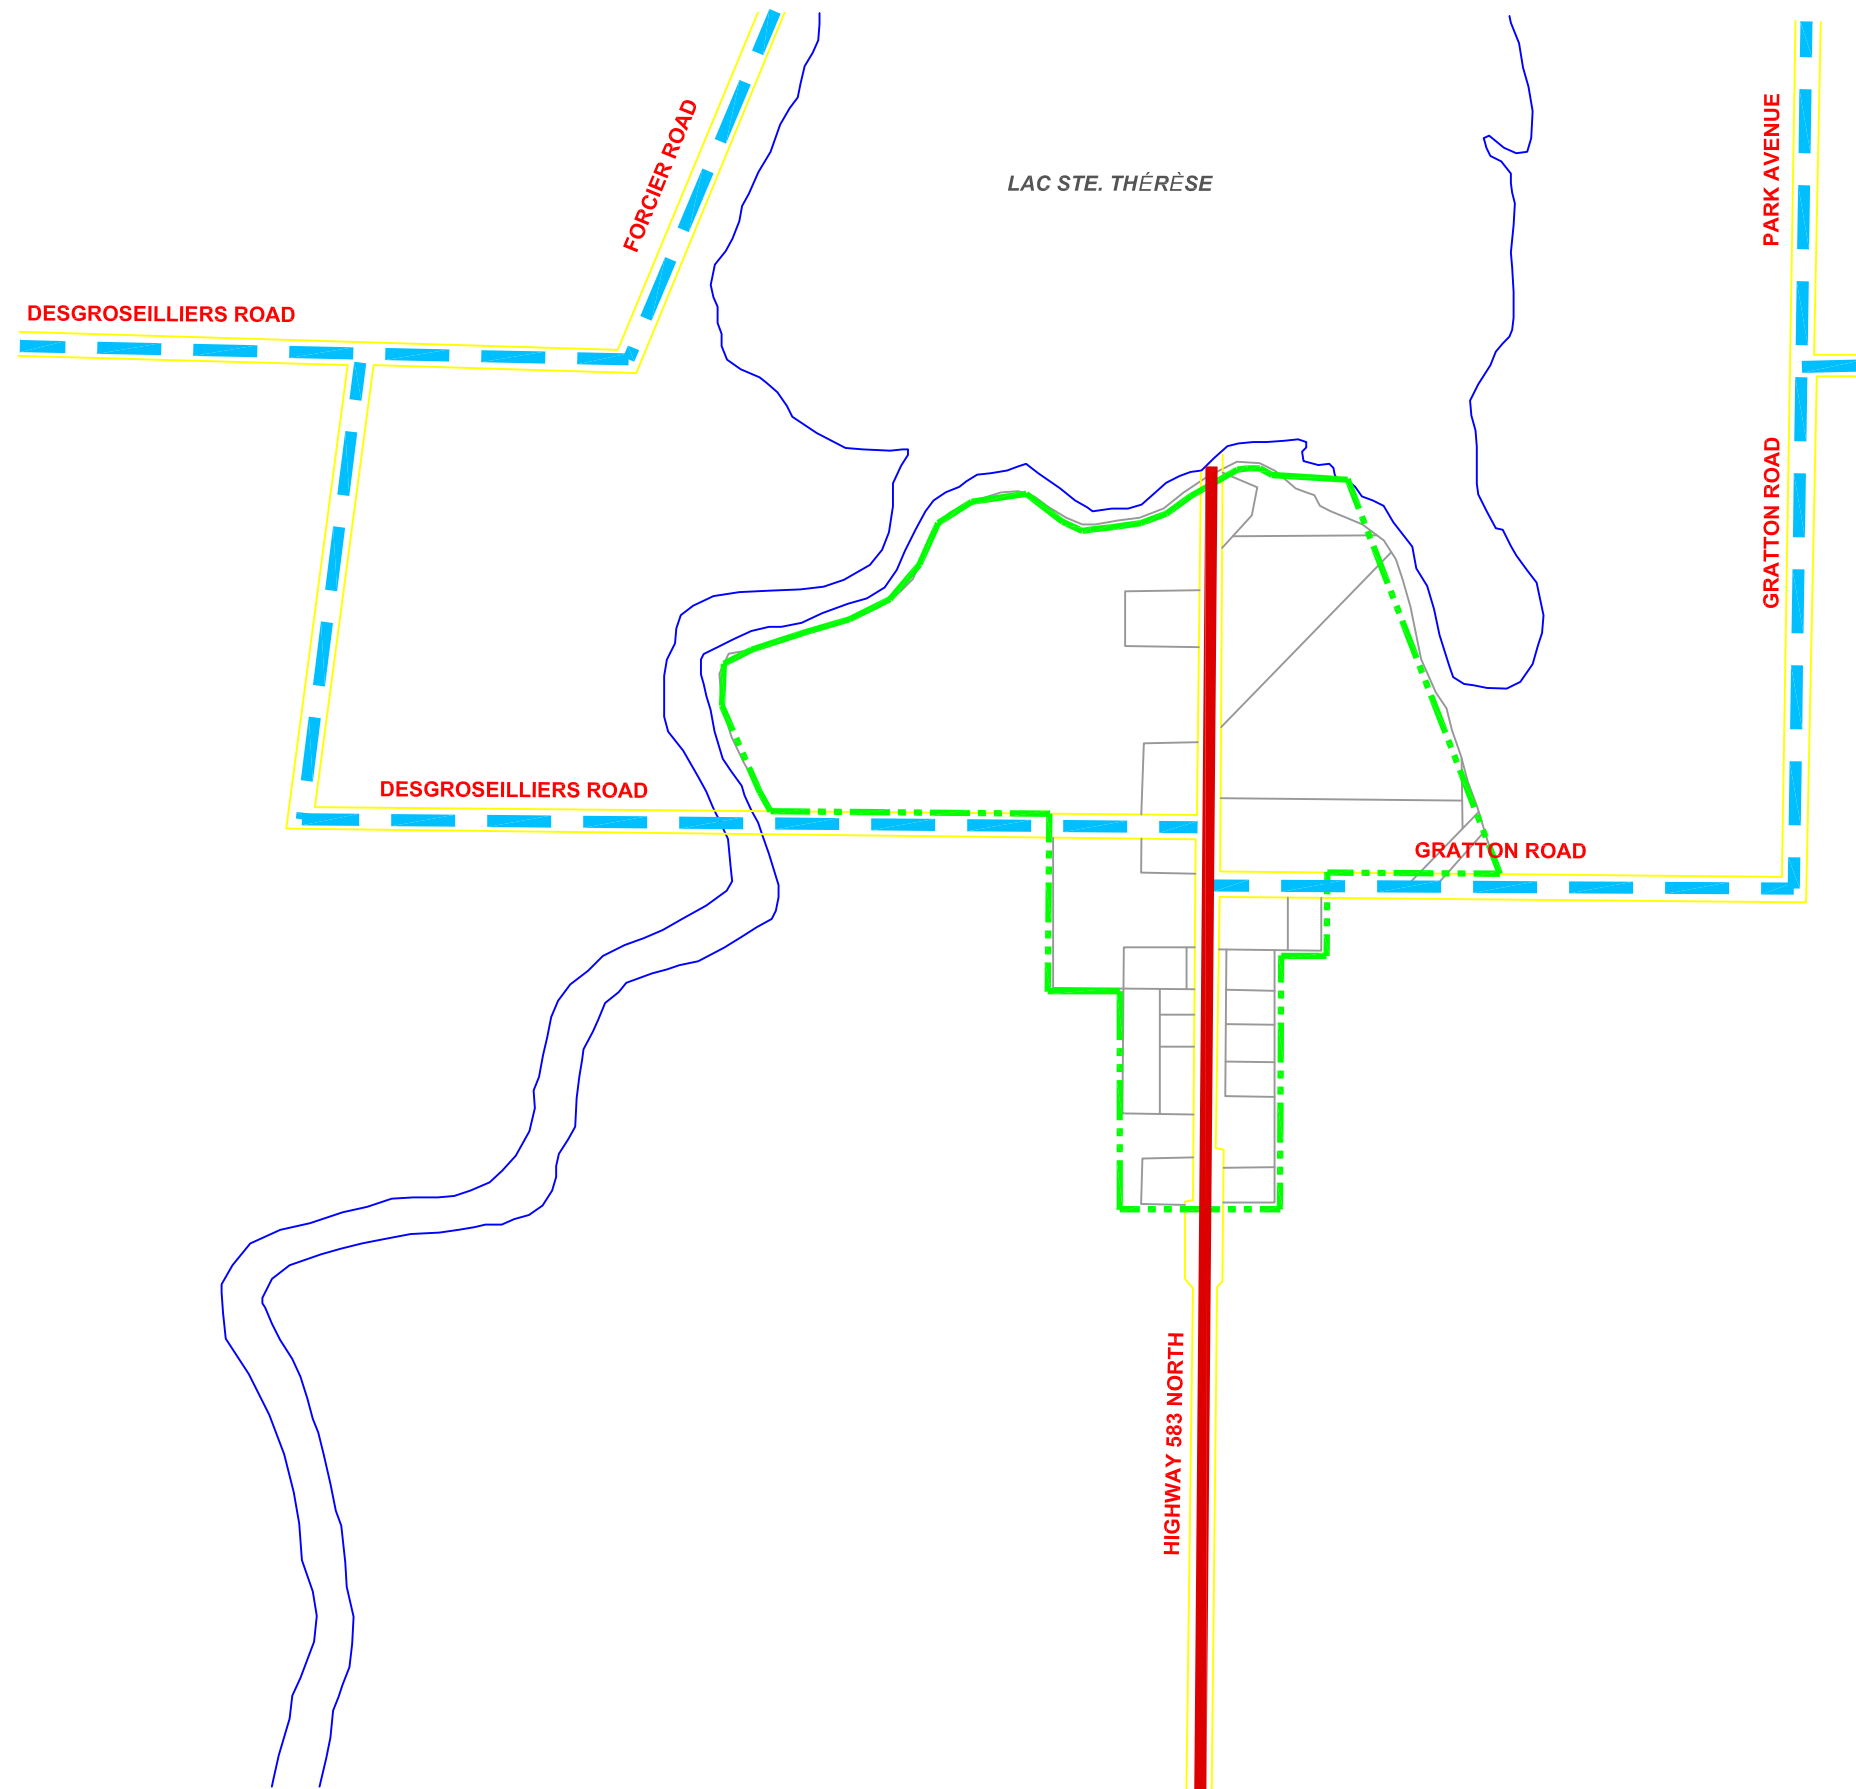 FORCIER ROAD
PARK AVENUE
LAC STE. THÉRÈSE
DESGROSEILLIERS ROAD
GRATTON ROAD
DESGROSEILLIERS ROAD
GRATTON ROAD
HIGHWAY 583 NORTH